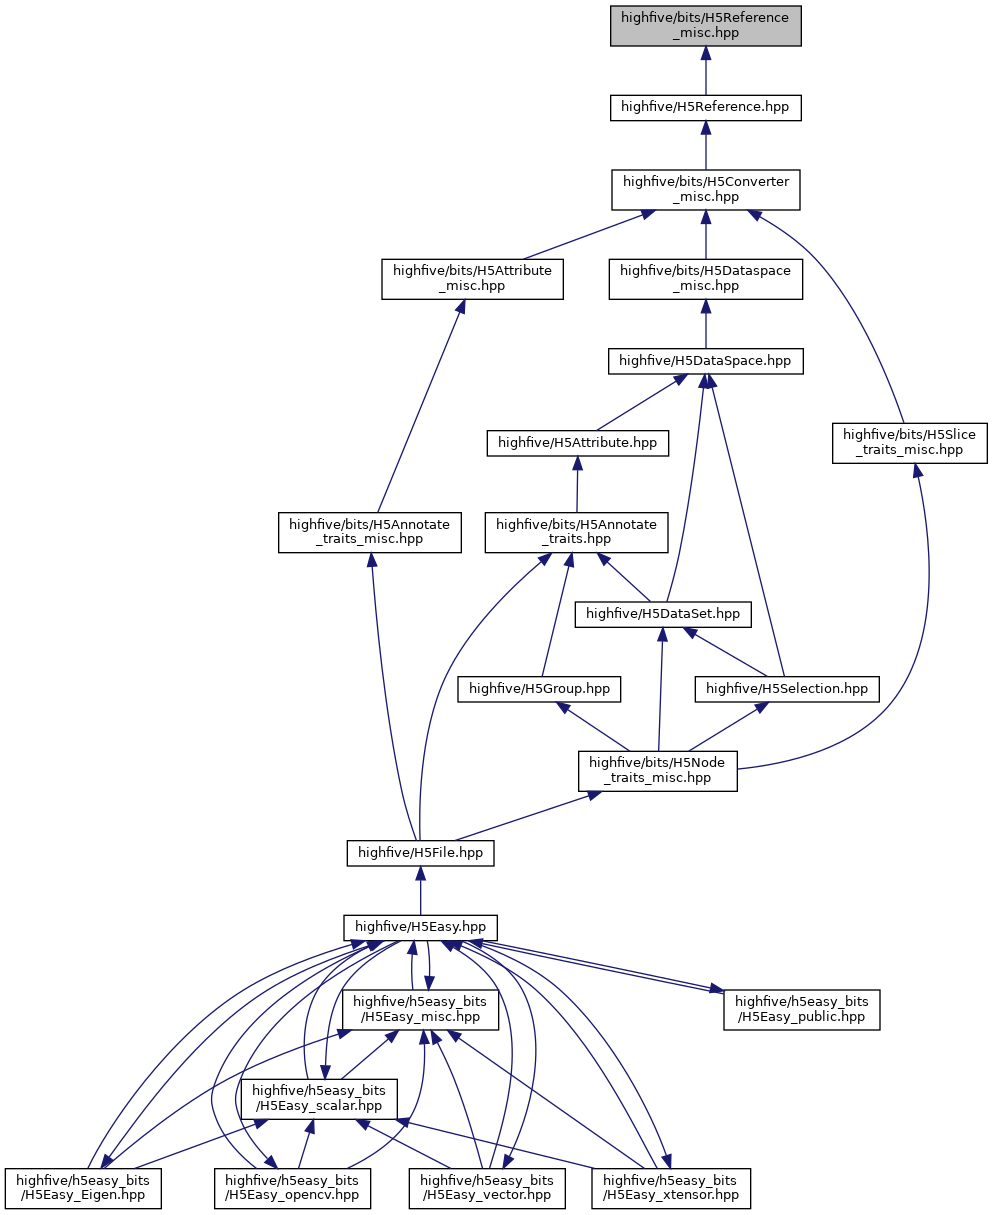 highfive/bits/H5Reference
_misc.hpp
highfive/H5Reference.hpp
highfive/bits/H5Converter
_misc.hpp
highfive/bits/H5Attribute
_misc.hpp
highfive/bits/H5Dataspace
_misc.hpp
highfive/H5DataSpace.hpp
highfive/H5Attribute.hpp
highfive/bits/H5Slice
_traits_misc.hpp
highfive/bits/H5Annotate
_traits_misc.hpp
highfive/bits/H5Annotate
_traits.hpp
highfive/H5DataSet.hpp
highfive/H5Group.hpp
highfive/H5Selection.hpp
highfive/bits/H5Node
_traits_misc.hpp
highfive/H5File.hpp
highfive/H5Easy.hpp
highfive/h5easy_bits
/H5Easy_misc.hpp
highfive/h5easy_bits
/H5Easy_public.hpp
highfive/h5easy_bits
/H5Easy_scalar.hpp
highfive/h5easy_bits
/H5Easy_Eigen.hpp
highfive/h5easy_bits
/H5Easy_opencv.hpp
highfive/h5easy_bits
/H5Easy_vector.hpp
highfive/h5easy_bits
/H5Easy_xtensor.hpp